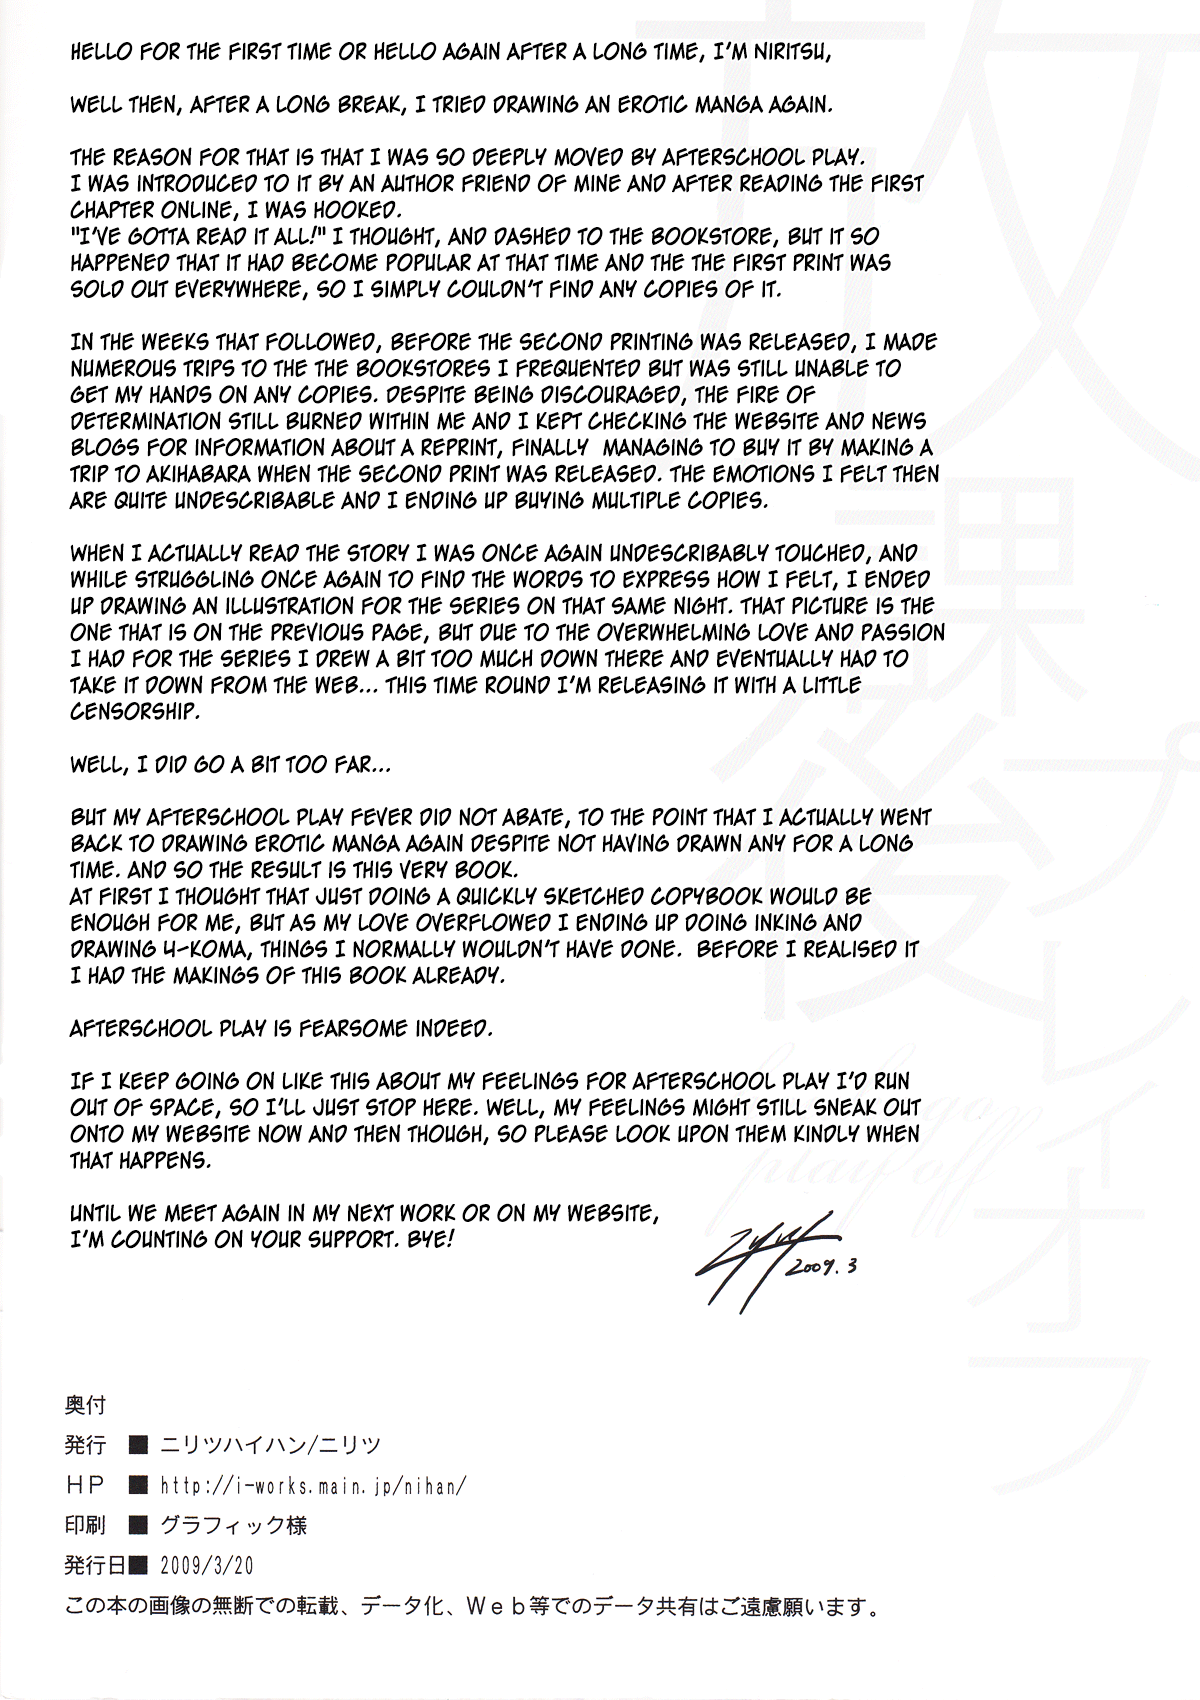 HELLO FOR THE FIRST TIME OR HELLO AGAIN AFTER A LONG TIME, I'M NIRITSU,
WELL THEN, AFTER A LONG BREAK, I TRIED DRAWING AN EROTIC MANGA AGAIN.
THE REASON FOR THAT IS THAT I WAS SO DEEPLY MOVED BY AFTERSCHOOL PLAY.
I WAS INTRODUCED TO IT BY AN AUTHOR FRIEND OF MINE AND AFTER READING THE FIRST
CHAPTER ONLINE, I WAS HOOKED.
"I'VE GOTTA READ IT ALL!" I THOUGHT, AND DASHED TO THE BOOKSTORE, BUT IT SO
HAPPENED THAT IT HAD BECOME POPULAR AT THAT TIME AND THE THE FIRST PRINT WAS
SOLD OUT EVERYWHERE, SO I SIMPLY COULDN'T FIND ANY COPIES OF IT.
IN THE WEEKS THAT FOLLOWED, BEFORE THE SECOND PRINTING WAS RELEASED, I MADE
NUMEROUS TRIPS TO THE THE BOOKSTORES I FREQUENTED BUT WAS STILL UNABLE TO
GET MY HANDS ON ANY COPIES. DESPITE BEING DISCOURAGED, THE FIRE OF
DETERMINATION STILL BURNED WITHIN ME AND I KEPT CHECKING THE WEBSITE AND NEWS
BLOGS FOR INFORMATION ABOUT A REPRINT, FINALLY MANAGING TO BUY IT BY MAKING A
TRIP TO AKIHABARA WHEN THE SECOND PRINT WAS RELEASED. THE EMOTIONS I FELT THEN
ARE QUITE UNDESCRIBABLE AND I ENDING UP BUYING MULTIPLE COPIES.
WHEN I ACTUALLY READ THE STORY I WAS ONCE AGAIN UNDESCRIBABLY TOUCHED, AND
WHILE STRUGGLING ONCE AGAIN TO FIND THE WORDS TO EXPRESS HOW I FELT, I ENDED
UP DRAWING AN ILLUSTRATION FOR THE SERIES ON THAT SAME NIGHT. THAT PICTURE IS THE
ONE THAT IS ON THE PREVIOUS PAGE, BUT DUE TO THE OVERWHELMING LOVE AND PASSION
I HAD FOR THE SERIES I DREW A BIT TOO MUCH DOWN THERE AND EVENTUALLY HAD TO
TAKE IT DOWN FROM THE WEB... THIS TIME ROUND I'M RELEASING IT WITH A LITTLE
CENSORSHIP.
WELL, I DID GO A BIT TOO FAR...
BUT MY AFTERSCHOOL PLAY FEVER DID NOT ABATE, TO THE POINT THAT I ACTUALLY WENT
BACK TO DRAWING EROTIC MANGA AGAIN DESPITE NOT HAVING DRAWN ANY FOR A LONG
TIME. AND SO THE RESULT IS THIS VERY BOOK.
AT FIRST I THOUGHT THAT JUST DOING A QUICKLY SKETCHED COPYBOOK WOULD BE
ENOUGH FOR ME, BUT AS MY LOVE OVERFLOWED I ENDING UP DOING INKING AND
DRAWING 4-KOMA, THINGS I NORMALLY WOULDN'T HAVE DONE. BEFORE I REALISED IT
I HAD THE MAKINGS OF THIS BOOK ALREADY.
AFTERSCHOOL PLAY IS FEARSOME INDEED.
IF I KEEP GOING ON LIKE THIS ABOUT MY FEELINGS FOR AFTERSCHOOL PLAY I'D RUN
OUT OF SPACE, SO I'LL JUST STOP HERE. WELL, MY FEELINGS MIGHT STILL SNEAK OUT
ONTO MY WEBSITE NOW AND THEN THOUGH, SO PLEASE LOOK UPON THEM KINDLY WHEN
THAT HAPPENS.
UNTIL WE MEET AGAIN IN MY NEXT WORK OR ON MY WEBSITE,
I'M COUNTING ON YOUR SUPPORT. BYE!
2009.3
奥付
発行 ■ ニリツハイハン/ニリツ
ＨＰ ■ http://i-works.main.jp/nihan/
印刷 ■ グラフィック様
発行日■ 2009/3/20
この本の画像の無断での転載、データ化、Ｗｅｂ等でのデータ共有はご遠慮願います。
放課後プレイオフ
play off